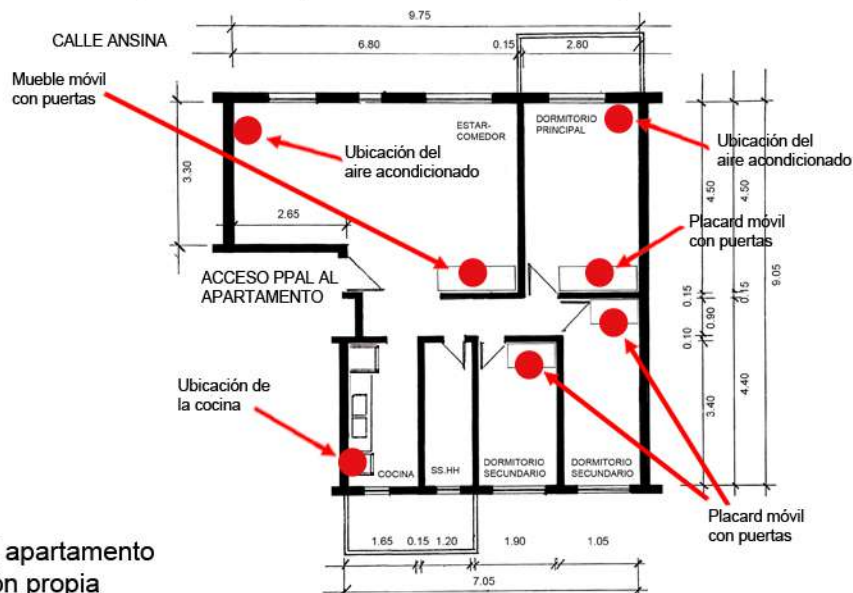 9.75
CALLE ANSINA
6.80
0.15
2.80
Mueble móvil
con puertas
ESTAR-
COMEDOR
DORMITORIO
PRINCIPAL
Ubicación del
aire acondicionado
Ubicación del
aire acondicionado
3.30
4.50
4.50
2.65
Placard móvil
con puertas
ACCESO PPAL AL
APARTAMENTO
9.05
0.15
0.15
0.90
0.10
Ubicación de
la cocina
4.40
3.40
COCINA
SS.HH
DORMITORIO
SECUNDARIO
DORMITORIO
SECUNDARIO
Placard móvil
con puertas
1.65
0.15
1.20
1.90
1.05
apartamento
propia
7.05